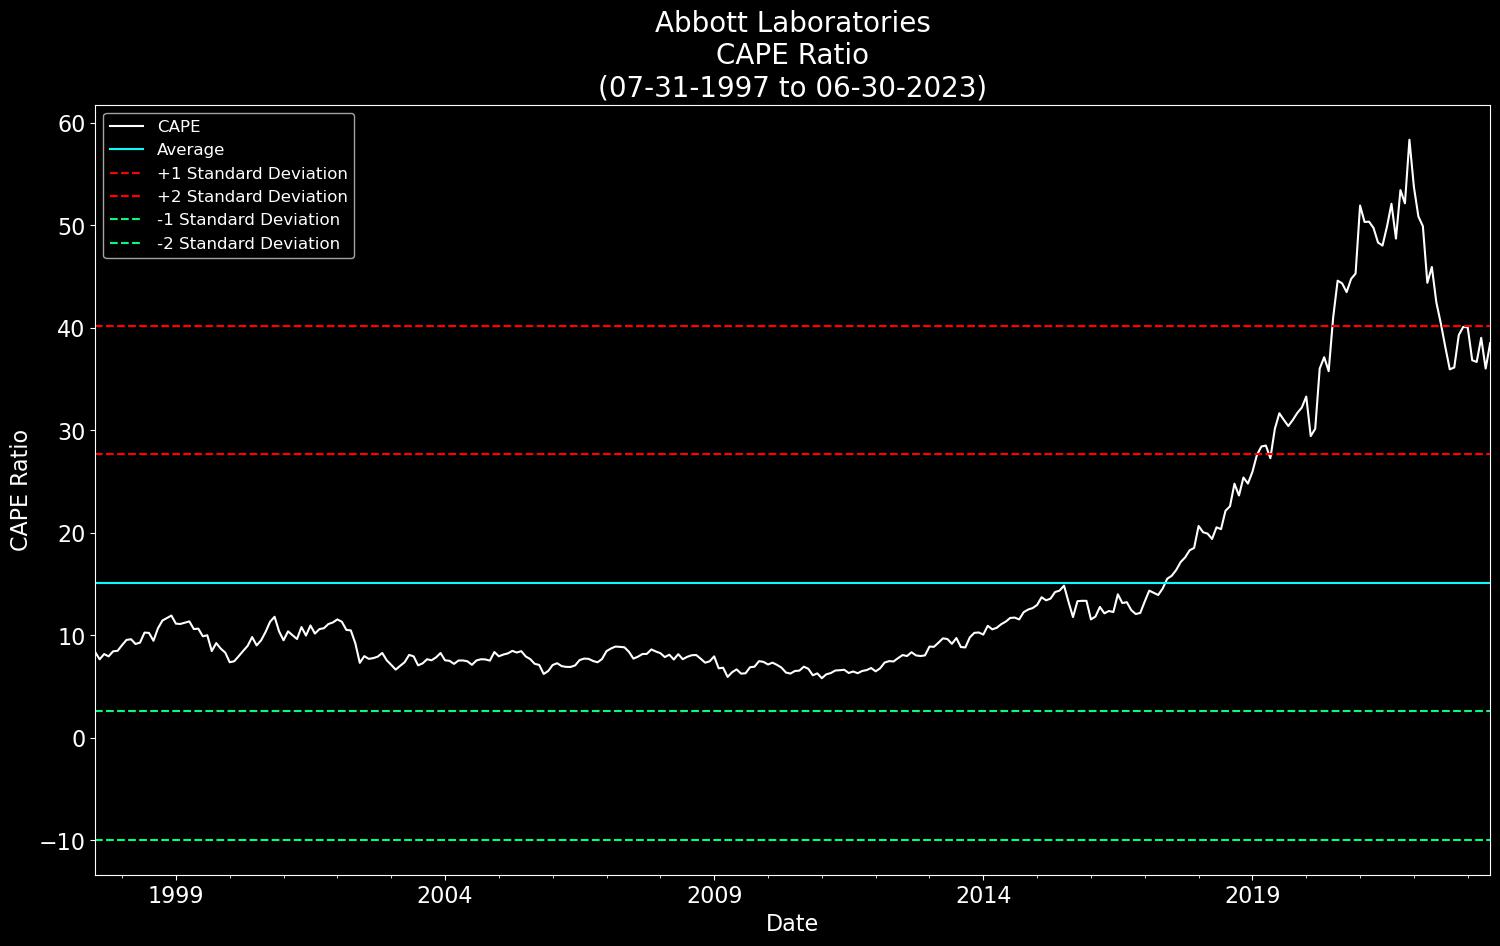 Abbott Laboratories
CAPE Ratio
(07-31-1997 to 06-30-2023)
CAPE
Average
+1 Standard Deviation
+2 Standard Deviation
-1 Standard Deviation
-2 Standard Deviation
60
50
40
30
20
10
0
−10
CAPE Ratio
1999 2004 2009 2014 2019
Date